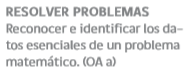 RESOLVER PROBLEMAS
Reconocer e identificar los da-
tos esenciales de un problema
matemático. (OA a)